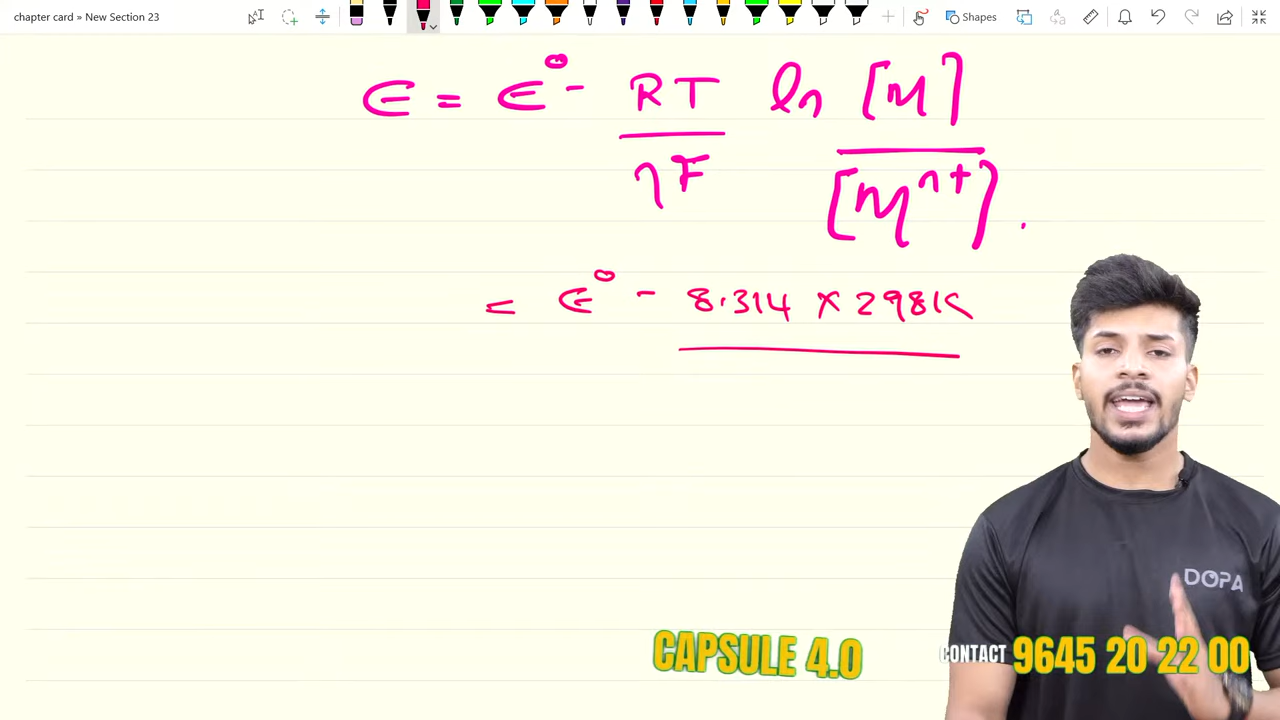 chapter card » New Section 23
Shapes
E = E° - RT/nF ln [M]/[Mⁿ⁺].
= E° - 8.314 × 298K
DOPA
CAPSULE 4.0
CONTACT 9645 20 22 00